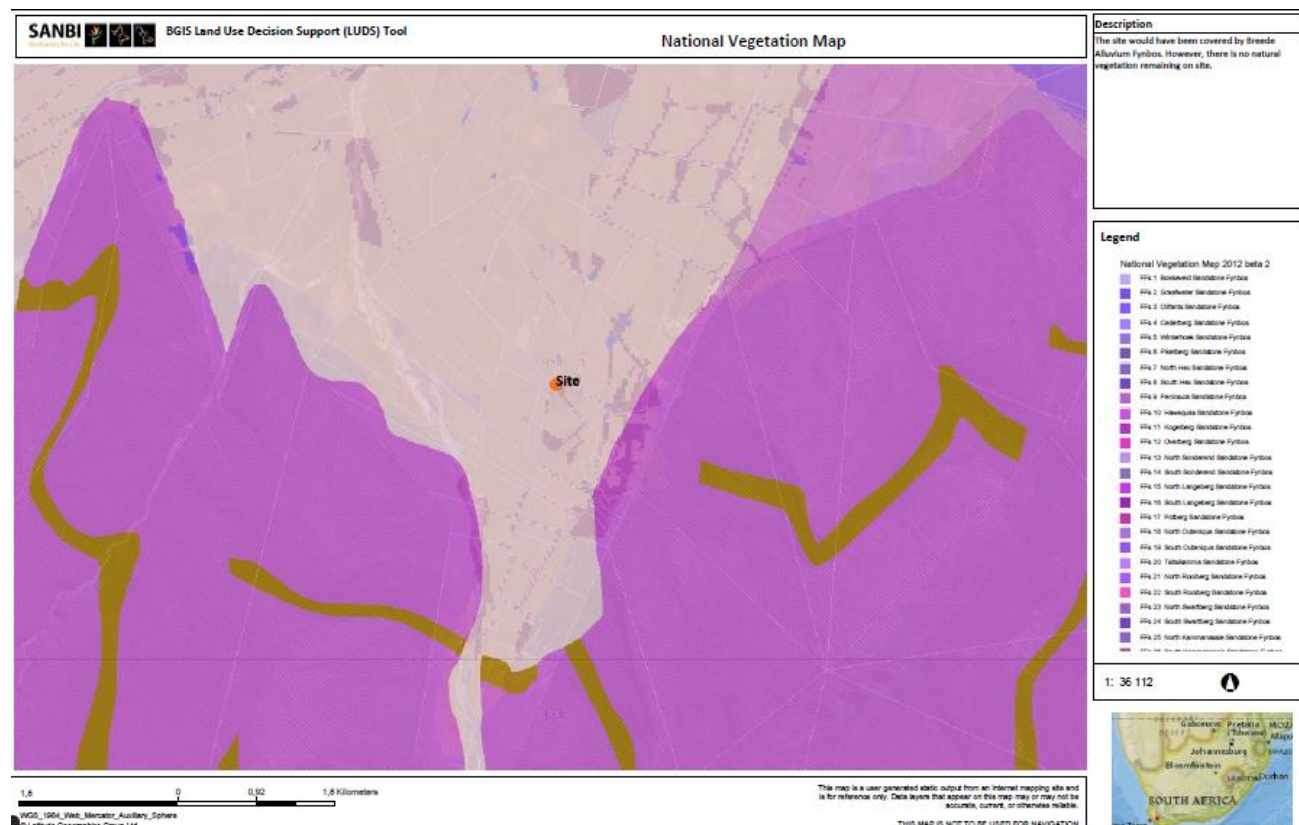 SANBI
BGIS Land Use Decision Support (LUDS) Tool
National Vegetation Map
Description
The site would have been covered by Breede
Alluvium Fynbos. However, there is no natural
vegetation remaining on site.
Site
Legend
National Vegetation Map 2012 beta 2
FFs 1 Bokkeveld Sandstone Fynbos
FFs 2 Graafwater Sandstone Fynbos
FFs 3 Olifants Sandstone Fynbos
FFs 4 Cederberg Sandstone Fynbos
FFs 5 Winterhoek Sandstone Fynbos
FFs 6 Piketberg Sandstone Fynbos
FFs 7 North Hex Sandstone Fynbos
FFs 8 South Hex Sandstone Fynbos
FFs 9 Peninsula Sandstone Fynbos
FFs 10 Hawequas Sandstone Fynbos
FFs 11 Kogelberg Sandstone Fynbos
FFs 12 Overberg Sandstone Fynbos
FFs 13 North Sonderend Sandstone Fynbos
FFs 14 South Sonderend Sandstone Fynbos
FFs 15 North Langeberg Sandstone Fynbos
FFs 16 South Langeberg Sandstone Fynbos
FFs 17 Potberg Sandstone Fynbos
FFs 18 North Outeniqua Sandstone Fynbos
FFs 19 South Outeniqua Sandstone Fynbos
FFs 20 Tsitsikamma Sandstone Fynbos
FFs 21 North Rooiberg Sandstone Fynbos
FFs 22 South Rooiberg Sandstone Fynbos
FFs 23 North Swartberg Sandstone Fynbos
FFs 24 South Swartberg Sandstone Fynbos
FFs 25 North Kammanassie Sandstone Fynbos
1: 36 112
Gaborone Pretoria
Johannesburg
Bloemfontein
Durban
SOUTH AFRICA
1,8 0 0,92 1,8 Kilometers
WGS_1984_Web_Mercator_Auxiliary_Sphere
This map is a user generated static output from an Internet mapping site and
is for reference only. Data layers that appear on this map may or may not be
accurate, current, or otherwise reliable.
THIS MAP IS NOT TO BE USED FOR NAVIGATION